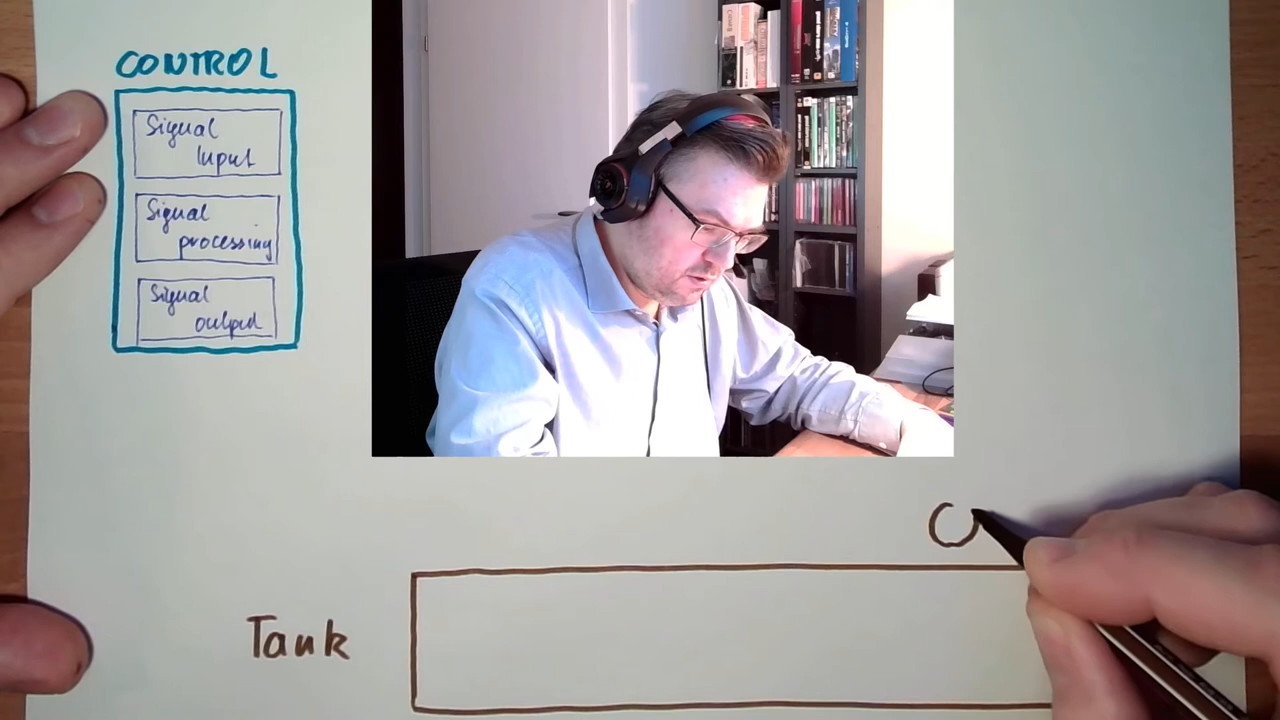 CONTROL
Signal
Input
Signal
processing
Signal
output
Tank